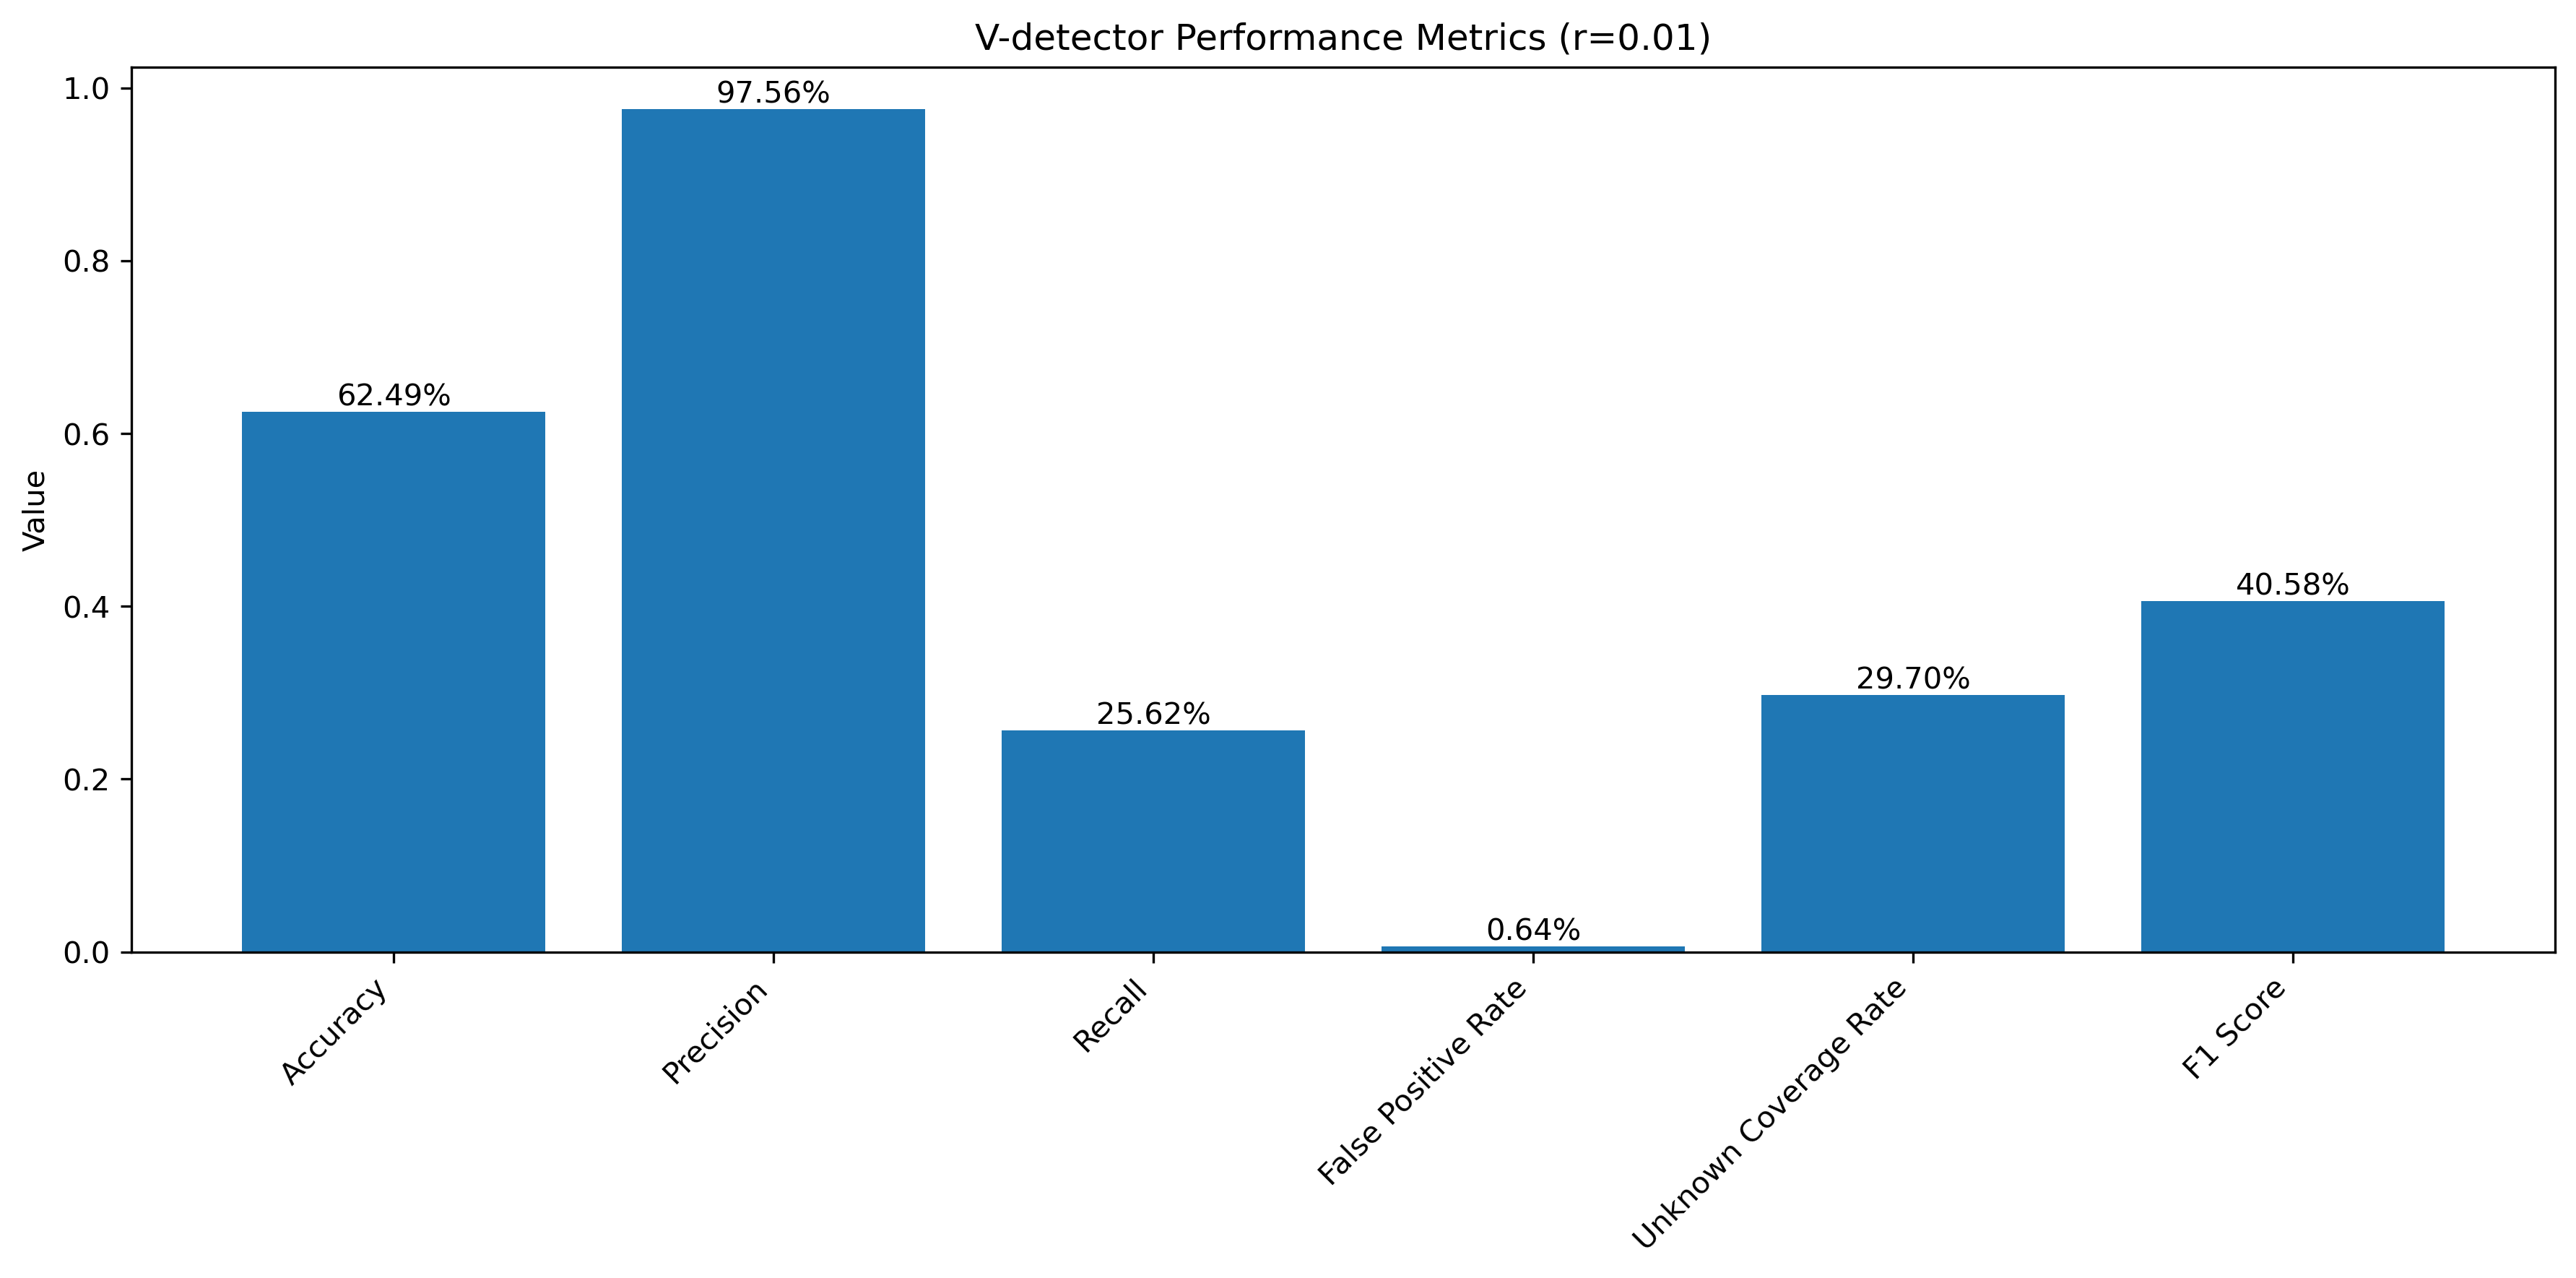 V-detector Performance Metrics (r=0.01)
Value
1.0
0.8
0.6
0.4
0.2
0.0
62.49%
97.56%
25.62%
0.64%
29.70%
40.58%
Accuracy
Precision
Recall
False Positive Rate
Unknown Coverage Rate
F1 Score